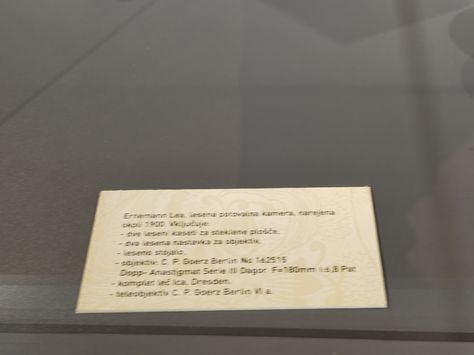 Ernemann Lea, lesena potovalna kamera, narejena
okoli 1900. Vključuje:
- dve leseni kaseti za steklene plošče,
- dva lesena nastavka za objektiv,
- leseno stojalo,
- objektiv C. P. Goerz Berlin No 162515
Dopp- Anastigmat Serie III Dagor F=180mm 1:6,8 Pat
- komplet leč Ica, Dresden,
- teleobjektiv C. P. Goerz Berlin VI a.